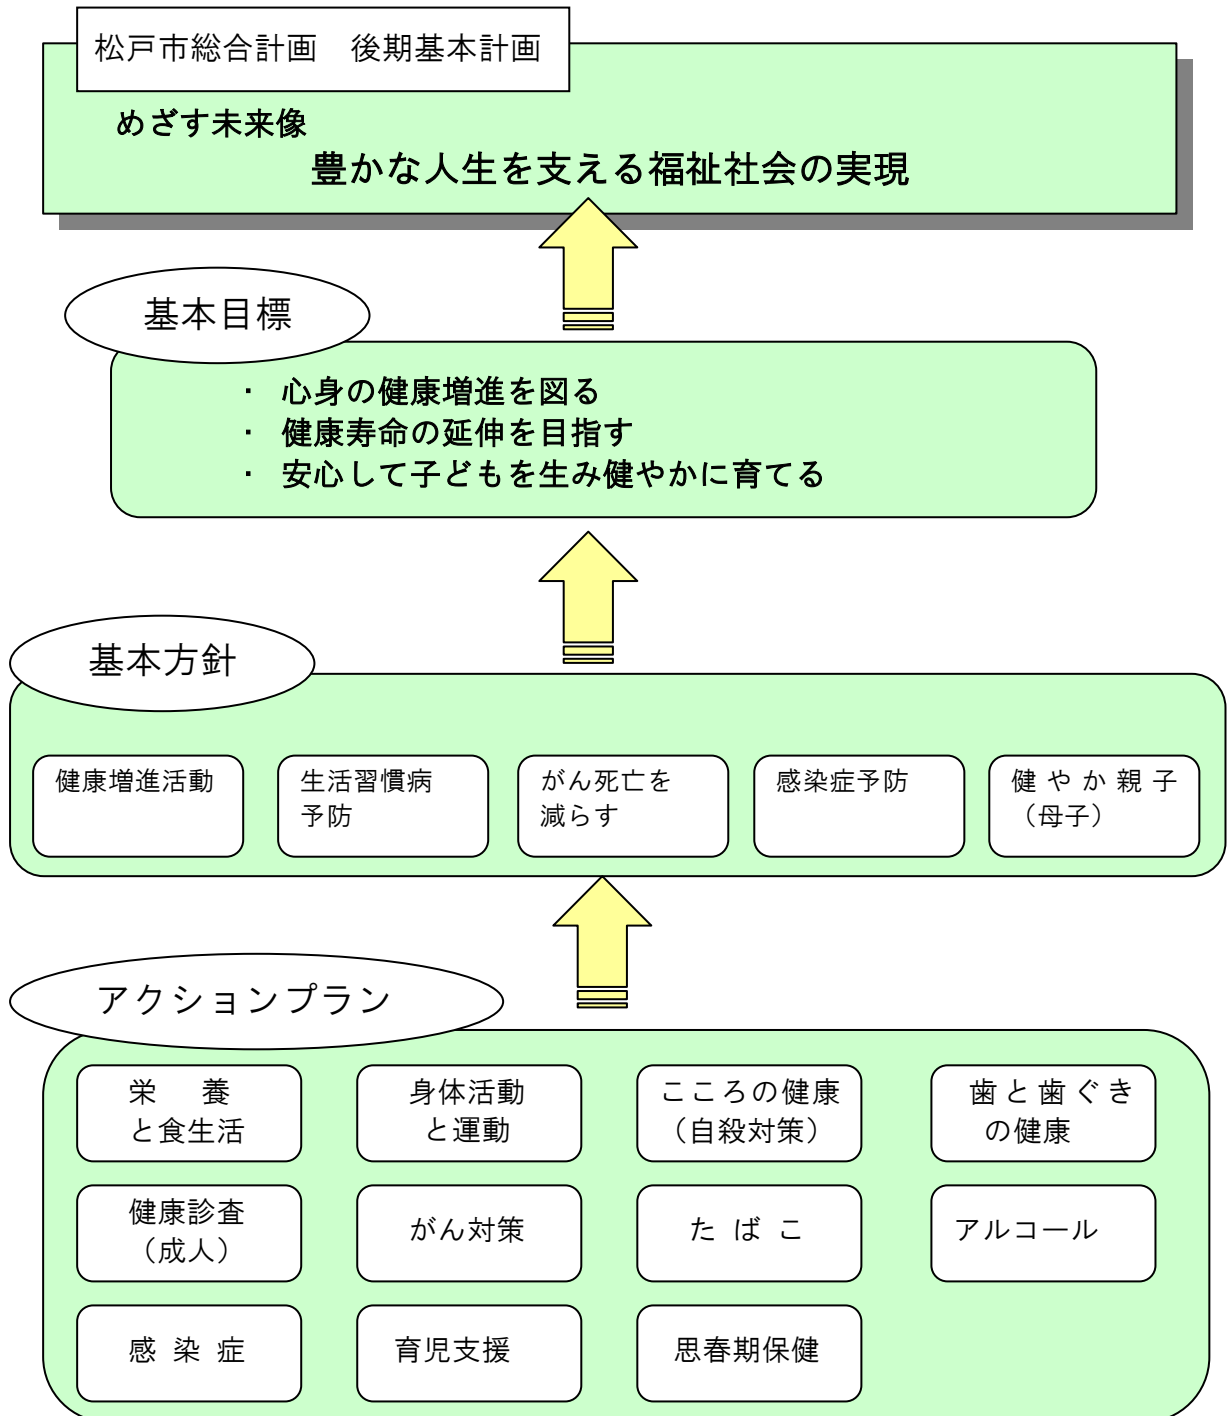 松戸市総合計画　後期基本計画
めざす未来像
豊かな人生を支える福祉社会の実現
基本目標
・ 心身の健康増進を図る
・ 健康寿命の延伸を目指す
・ 安心して子どもを生み健やかに育てる
基本方針
健康増進活動
生活習慣病
予防
がん死亡を
減らす
感染症予防
健やか親子
（母子）
アクションプラン
栄　養
と食生活
身体活動
と運動
こころの健康
（自殺対策）
歯と歯ぐき
の健康
健康診査
（成人）
がん対策
たばこ
アルコール
感染症
育児支援
思春期保健